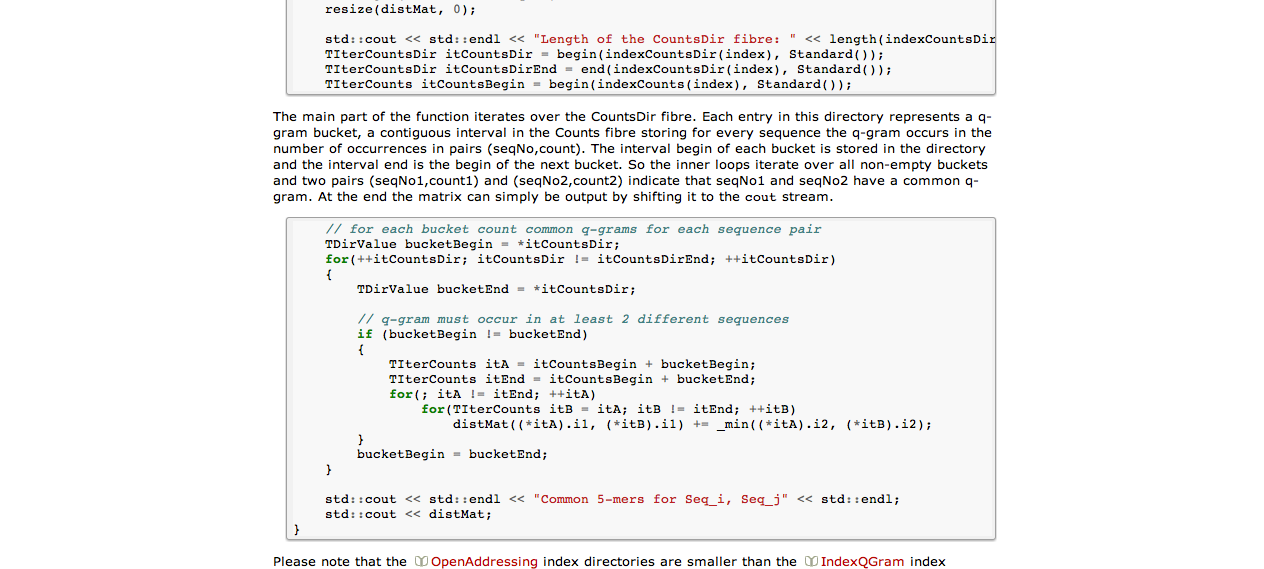 resize(distMat, 0);
std::cout << std::endl << "Length of the CountsDir fibre: " << length(indexCountsDir
TIterCountsDir itCountsDir = begin(indexCountsDir(index), Standard());
TIterCountsDir itCountsDirEnd = end(indexCountsDir(index), Standard());
TIterCounts itCountsBegin = begin(indexCounts(index), Standard());
The main part of the function iterates over the CountsDir fibre. Each entry in this directory represents a q-
gram bucket, a contiguous interval in the Counts fibre storing for every sequence the q-gram occurs in the
number of occurrences in pairs (seqNo,count). The interval begin of each bucket is stored in the directory
and the interval end is the begin of the next bucket. So the inner loops iterate over all non-empty buckets
and two pairs (seqNo1,count1) and (seqNo2,count2) indicate that seqNo1 and seqNo2 have a common q-
gram. At the end the matrix can simply be output by shifting it to the cout stream.
// for each bucket count common q-grams for each sequence pair
TDirValue bucketBegin = *itCountsDir;
for(++itCountsDir; itCountsDir != itCountsDirEnd; ++itCountsDir)
{
TDirValue bucketEnd = *itCountsDir;
// q-gram must occur in at least 2 different sequences
if (bucketBegin != bucketEnd)
{
TIterCounts itA = itCountsBegin + bucketBegin;
TIterCounts itEnd = itCountsBegin + bucketEnd;
for(; itA != itEnd; ++itA)
for(TIterCounts itB = itA; itB != itEnd; ++itB)
distMat((*itA).i1, (*itB).i1) += _min((*itA).i2, (*itB).i2);
}
bucketBegin = bucketEnd;
}
std::cout << std::endl << "Common 5-mers for Seq_i, Seq_j" << std::endl;
std::cout << distMat;
}
Please note that the OpenAddressing index directories are smaller than the IndexQGram index